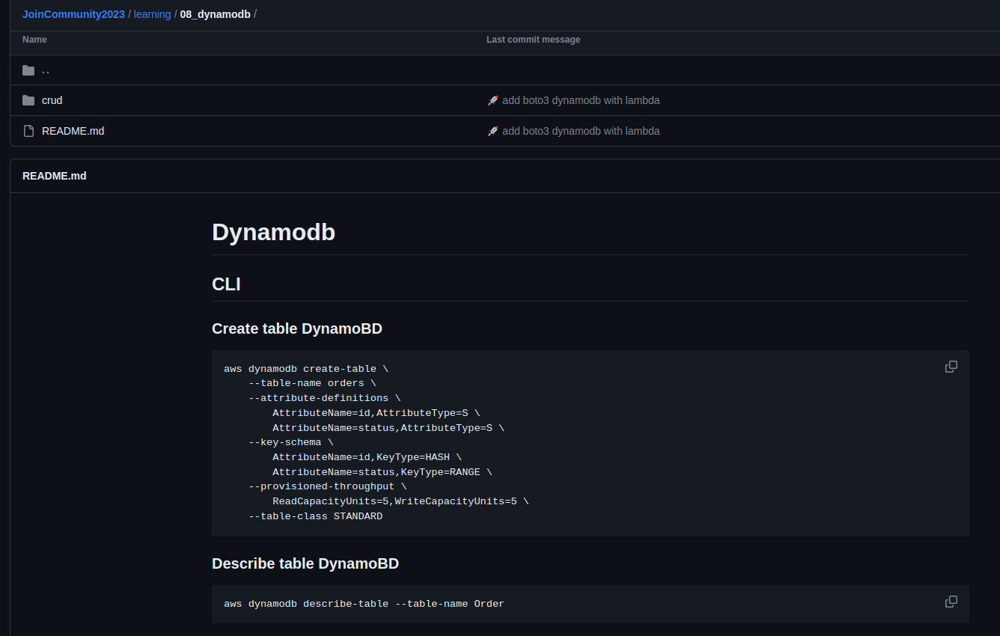 JoinCommunity2023 / learning / 08_dynamodb /
Name Last commit message
..
crud 🚀 add boto3 dynamodb with lambda
README.md 🚀 add boto3 dynamodb with lambda
README.md
Dynamodb
CLI
Create table DynamoBD
aws dynamodb create-table \
    --table-name orders \
    --attribute-definitions \
        AttributeName=id,AttributeType=S \
        AttributeName=status,AttributeType=S \
    --key-schema \
        AttributeName=id,KeyType=HASH \
        AttributeName=status,KeyType=RANGE \
    --provisioned-throughput \
        ReadCapacityUnits=5,WriteCapacityUnits=5 \
    --table-class STANDARD
Describe table DynamoBD
aws dynamodb describe-table --table-name Order